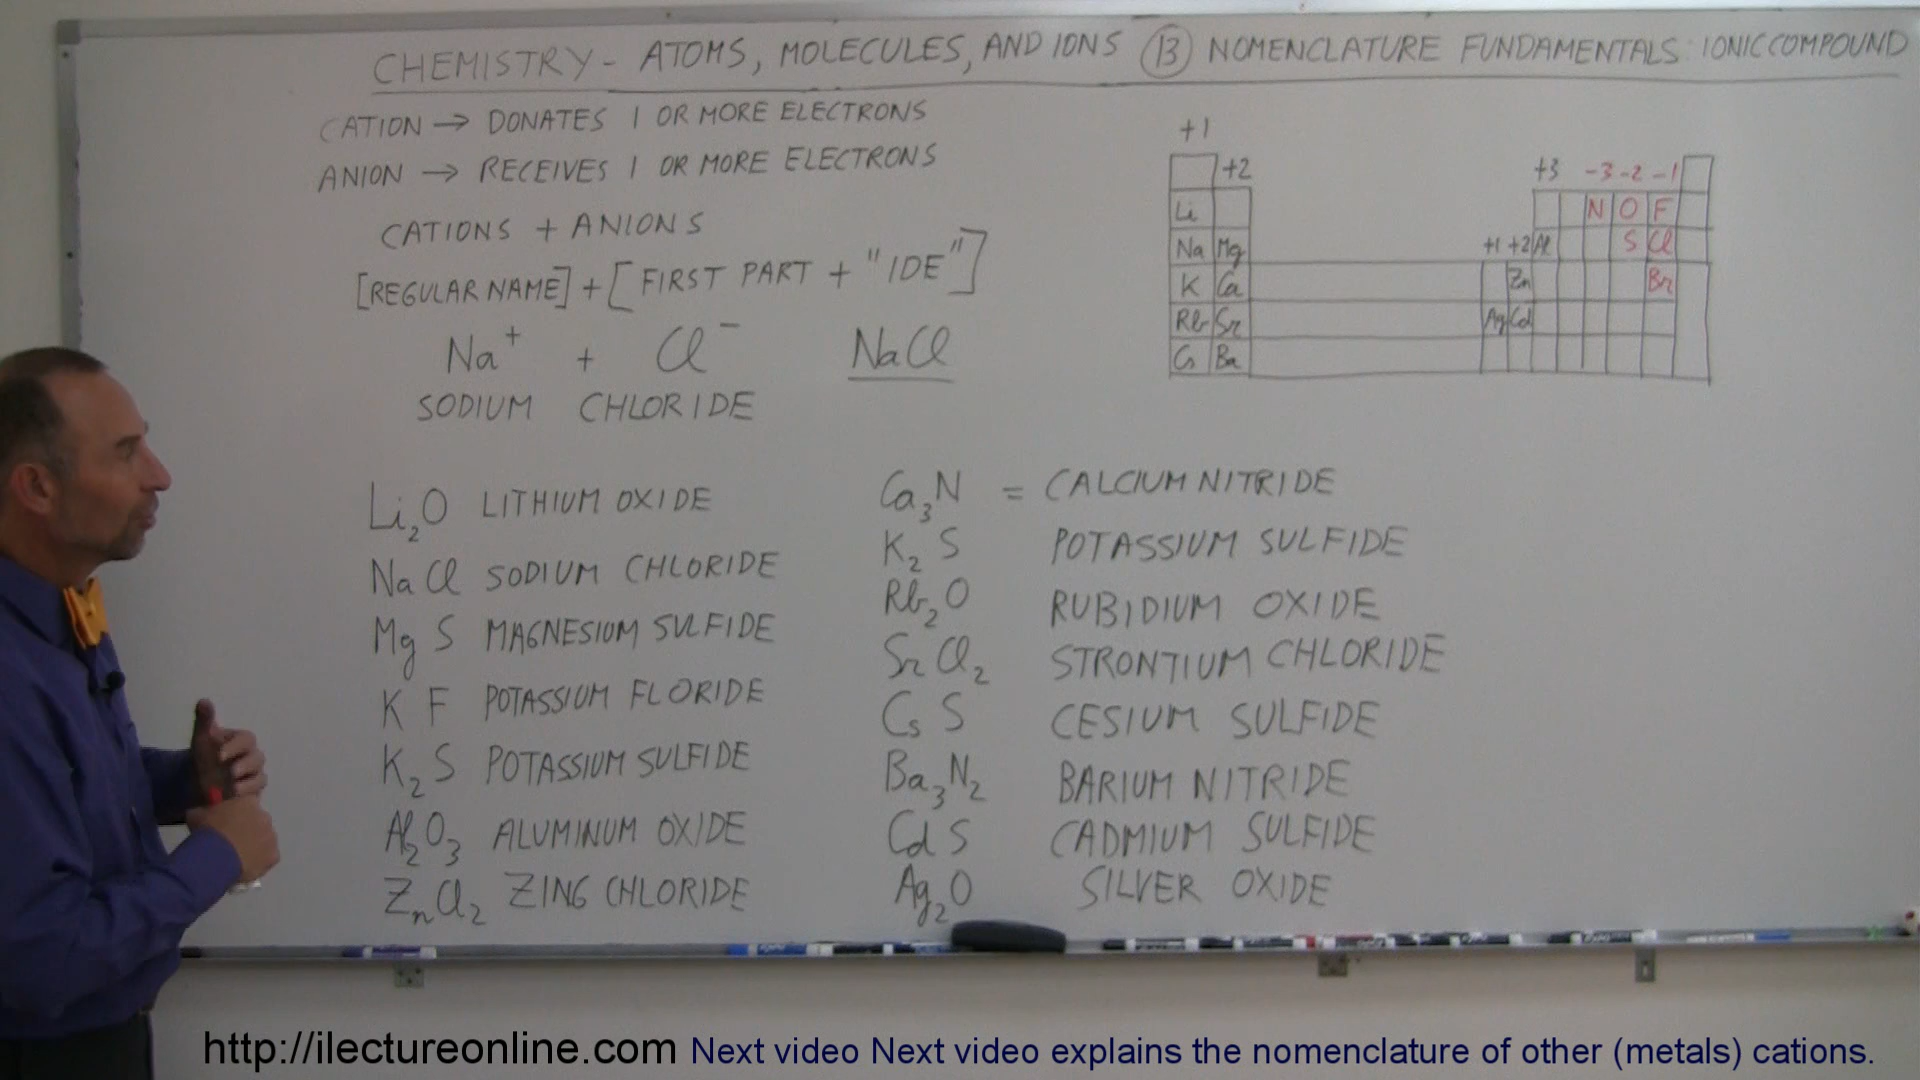 CHEMISTRY - ATOMS, MOLECULES, AND IONS (13) NOMENCLATURE FUNDAMENTALS: IONIC COMPOUND
CATION → DONATES 1 OR MORE ELECTRONS
ANION → RECEIVES 1 OR MORE ELECTRONS
CATIONS + ANIONS
[REGULAR NAME] + [FIRST PART + "IDE"]
Na⁺ + Cl⁻ NaCl
SODIUM CHLORIDE
+1
+2 +3 -3 -2 -1
Li N O F
Na Mg +1 +2 Al S Cl
K Ca Zn Br
Rb Sr Ag Cd
Cs Ba
Li₂O LITHIUM OXIDE
NaCl SODIUM CHLORIDE
MgS MAGNESIUM SULFIDE
KF POTASSIUM FLORIDE
K₂S POTASSIUM SULFIDE
Al₂O₃ ALUMINUM OXIDE
ZnCl₂ ZING CHLORIDE
Ca₃N = CALCIUM NITRIDE
K₂S POTASSIUM SULFIDE
Rb₂O RUBIDIUM OXIDE
SrCl₂ STRONTIUM CHLORIDE
CsS CESIUM SULFIDE
Ba₃N₂ BARIUM NITRIDE
CdS CADMIUM SULFIDE
Ag₂O SILVER OXIDE
http://ilectureonline.com Next video Next video explains the nomenclature of other (metals) cations.